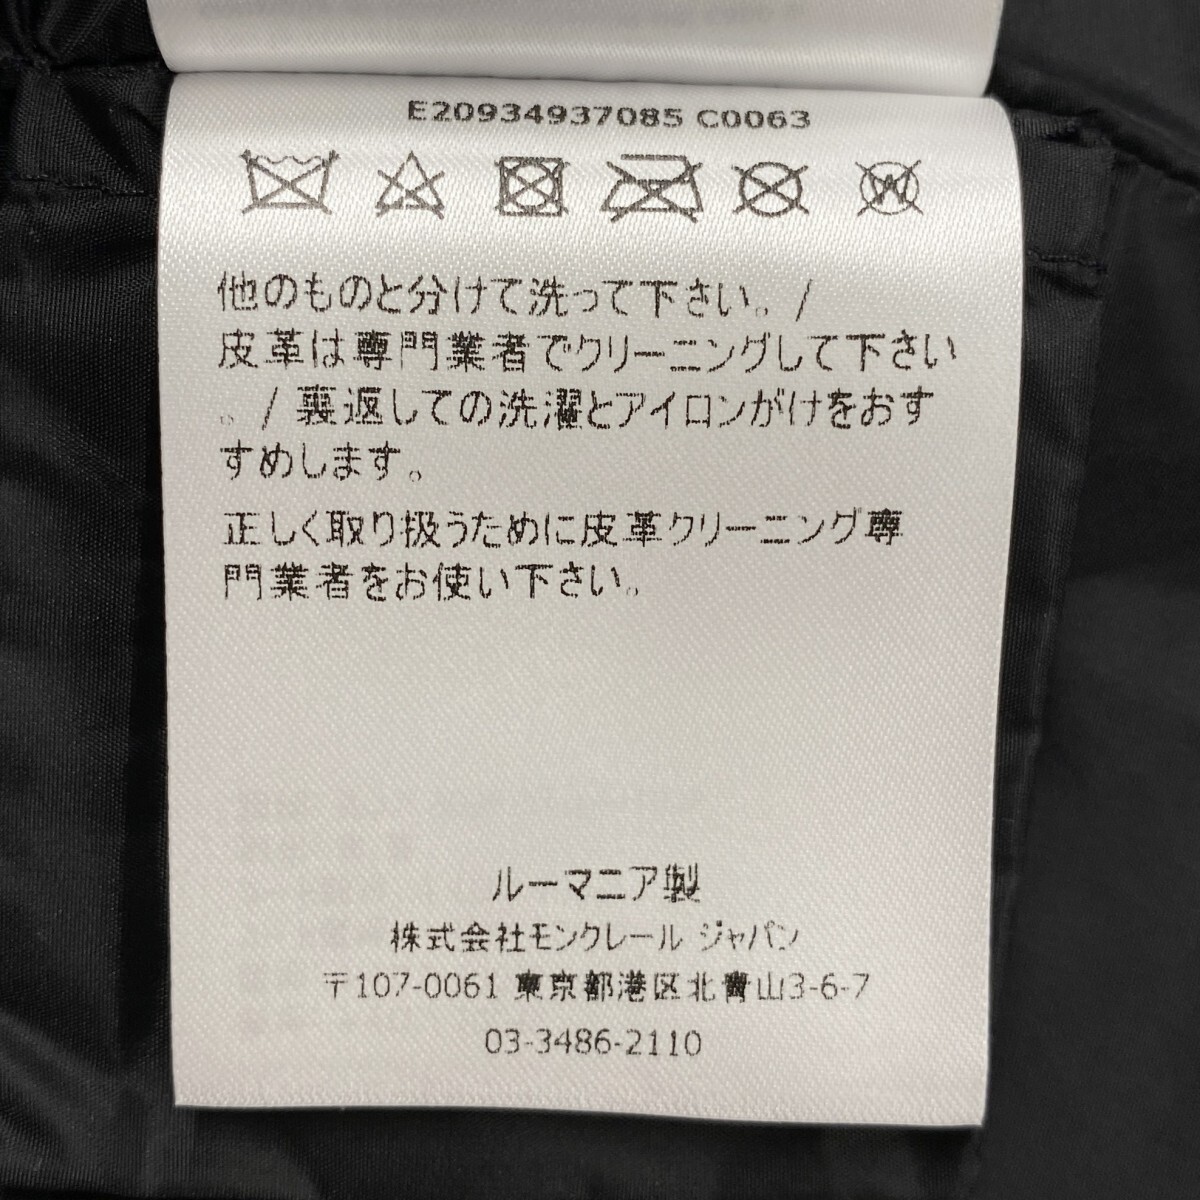 E20934937085 C0063
他のものと分けて洗って下さい。/
皮革は専門業者でクリーニングして下さい
。/ 裏返しての洗濯とアイロンがけをおす
すめします。
正しく取り扱うために皮革クリーニング専
門業者をお使い下さい。
ルーマニア製
株式会社モンクレール ジャパン
〒107-0061 東京都港区北青山3-6-7
03-3486-2110